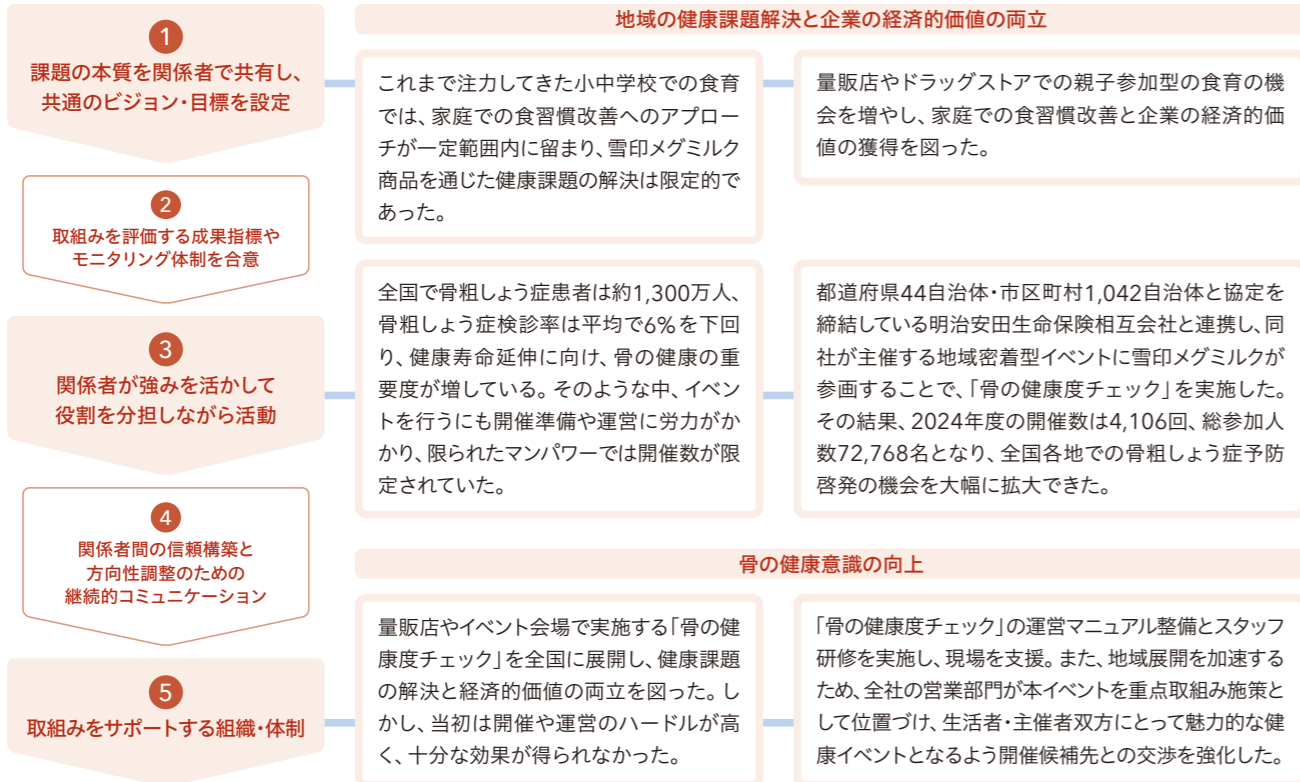 1
課題の本質を関係者で共有し、
共通のビジョン・目標を設定
2
取組みを評価する成果指標や
モニタリング体制を合意
3
関係者が強みを活かして
役割を分担しながら活動
4
関係者間の信頼構築と
方向性調整のための
継続的コミュニケーション
5
取組みをサポートする組織・体制
地域の健康課題解決と企業の経済的価値の両立
これまで注力してきた小中学校での食育
では、家庭での食習慣改善へのアプロー
チが一定範囲内に留まり、雪印メグミルク
商品を通じた健康課題の解決は限定的で
あった。
量販店やドラッグストアでの親子参加型の食育の機
会を増やし、家庭での食習慣改善と企業の経済的価
値の獲得を図った。
全国で骨粗しょう症患者は約1,300万人、
骨粗しょう症検診率は平均で6%を下回
り、健康寿命延伸に向け、骨の健康の重
要度が増している。そのような中、イベン
トを行うにも開催準備や運営に労力がか
かり、限られたマンパワーでは開催数が限
定されていた。
都道府県44自治体・市区町村1,042自治体と協定を
締結している明治安田生命保険相互会社と連携し、同
社が主催する地域密着型イベントに雪印メグミルクが
参画することで、「骨の健康度チェック」を実施した。
その結果、2024年度の開催数は4,106回、総参加人
数72,768名となり、全国各地での骨粗しょう症予防
啓発の機会を大幅に拡大できた。
骨の健康意識の向上
量販店やイベント会場で実施する「骨の健
康度チェック」を全国に展開し、健康課題
の解決と経済的価値の両立を図った。し
かし、当初は開催や運営のハードルが高
く、十分な効果が得られなかった。
「骨の健康度チェック」の運営マニュアル整備とスタッフ
研修を実施し、現場を支援。また、地域展開を加速する
ため、全社の営業部門が本イベントを重点取組み施策と
して位置づけ、生活者・主催者双方にとって魅力的な健
康イベントとなるよう開催候補先との交渉を強化した。